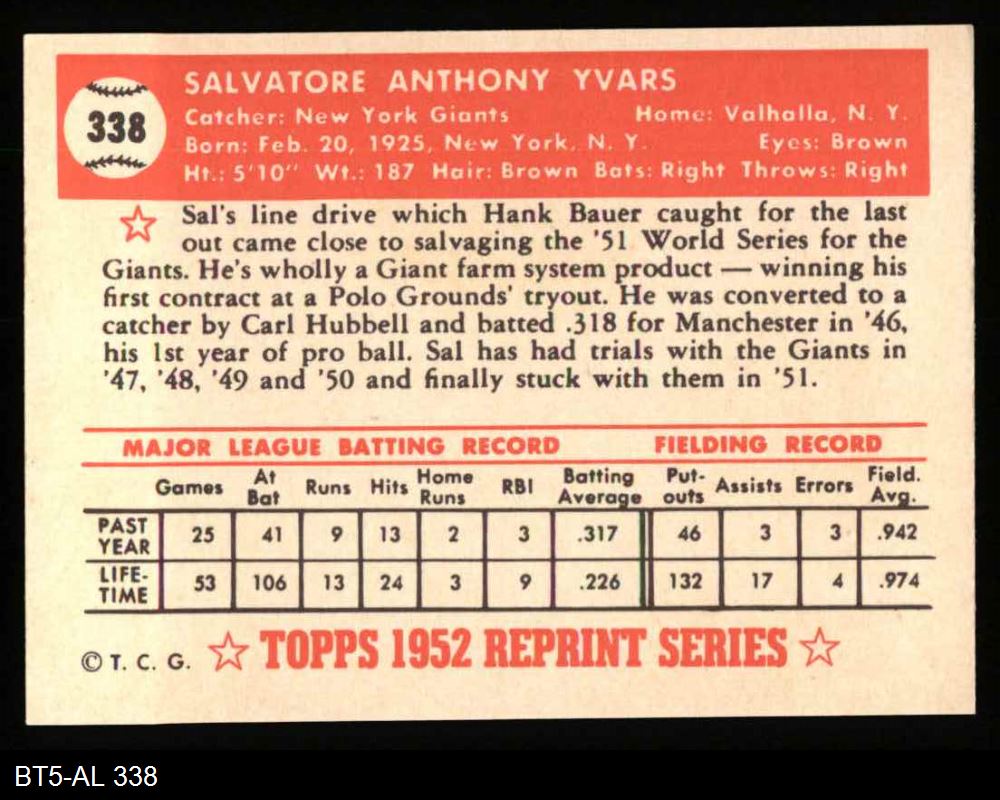 338
SALVATORE ANTHONY YVARS
Catcher: New York Giants Home: Valhalla, N. Y.
Born: Feb. 20, 1925, New York, N. Y. Eyes: Brown
Ht.: 5'10" Wt.: 187 Hair: Brown Bats: Right Throws: Right
Sal's line drive which Hank Bauer caught for the last
out came close to salvaging the '51 World Series for the
Giants. He's wholly a Giant farm system product — winning his
first contract at a Polo Grounds' tryout. He was converted to a
catcher by Carl Hubbell and batted .318 for Manchester in '46,
his 1st year of pro ball. Sal has had trials with the Giants in
'47, '48, '49 and '50 and finally stuck with them in '51.
MAJOR LEAGUE BATTING RECORD FIELDING RECORD
Games At Bat Runs Hits Home Runs RBI Batting Average Put-outs Assists Errors Field. Avg.
PAST YEAR 25 41 9 13 2 3 .317 46 3 3 .942
LIFE-TIME 53 106 13 24 3 9 .226 132 17 4 .974
© T. C. G. ☆ TOPPS 1952 REPRINT SERIES ☆
BT5-AL 338